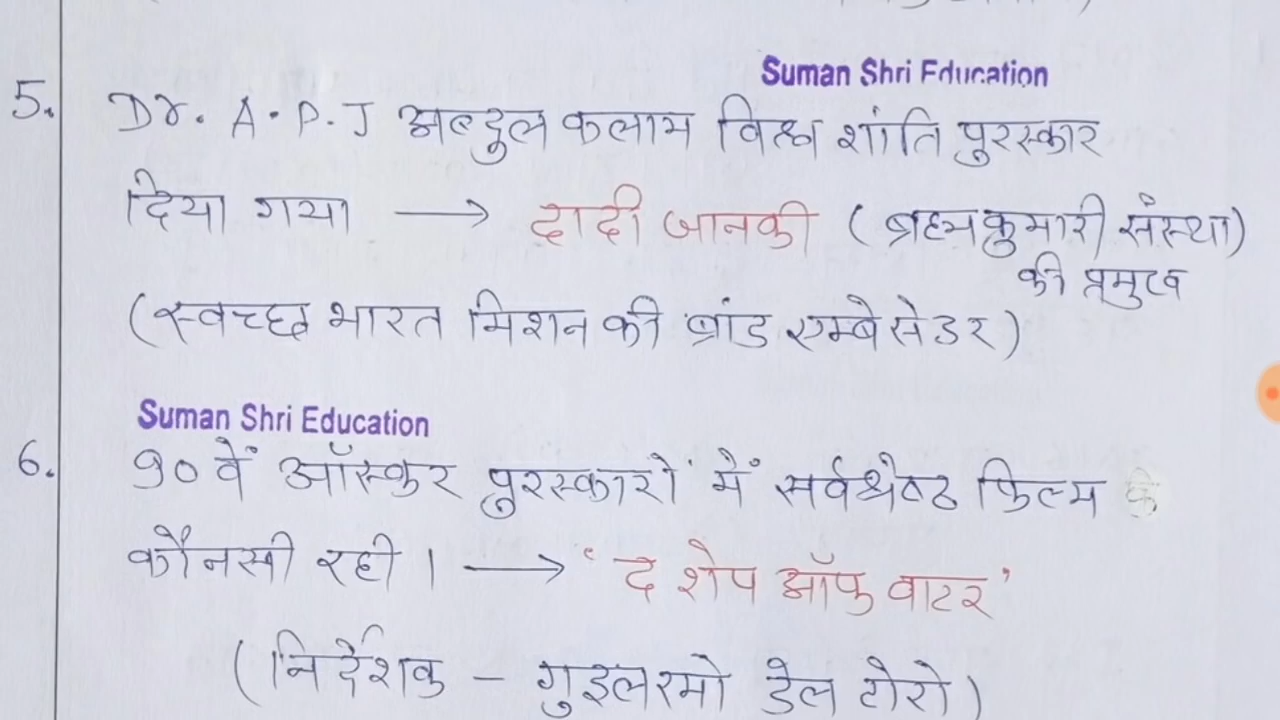 Suman Shri Education
5. Dr. A.P.J अब्दुल कलाम विश्व शांति पुरस्कार
दिया गया → दादी जानकी (ब्रह्मकुमारी संस्था)
की प्रमुख
(स्वच्छ भारत मिशन की ब्रांड एम्बेसेडर)
Suman Shri Education
6. 90 वें ऑस्कर पुरस्कारों में सर्वश्रेष्ठ फिल्म
कौनसी रही । → 'द शेप ऑफ वाटर'
(निर्देशक - गुइलरमो डेल टोरो)